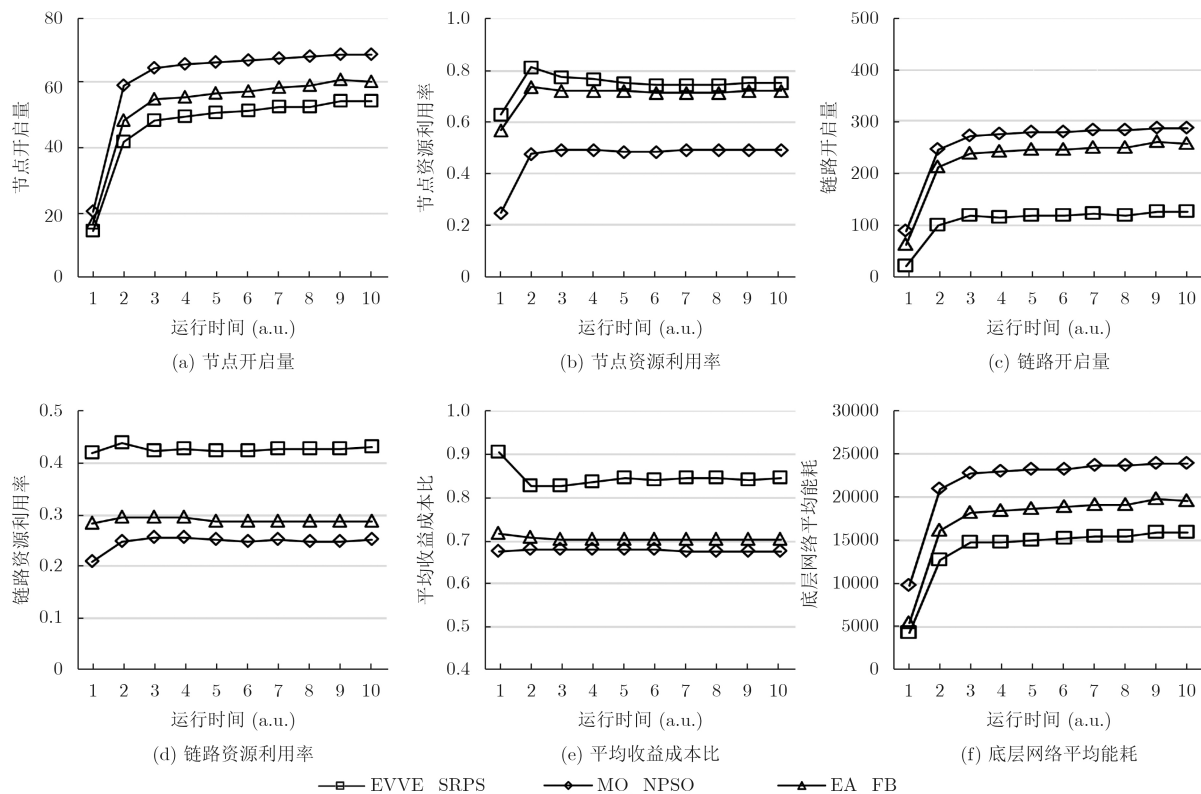 80
60
40
20
0
节点开启量
1 2 3 4 5 6 7 8 9 10
运行时间 (a.u.)
(a) 节点开启量
1.0
0.8
0.6
0.4
0.2
0
节点资源利用率
1 2 3 4 5 6 7 8 9 10
运行时间 (a.u.)
(b) 节点资源利用率
500
400
300
200
100
0
链路开启量
1 2 3 4 5 6 7 8 9 10
运行时间 (a.u.)
(c) 链路开启量
0.5
0.4
0.3
0.2
0.1
0
链路资源利用率
1 2 3 4 5 6 7 8 9 10
运行时间 (a.u.)
(d) 链路资源利用率
1.0
0.9
0.8
0.7
0.6
0.5
0.4
平均收益成本比
1 2 3 4 5 6 7 8 9 10
运行时间 (a.u.)
(e) 平均收益成本比
30000
25000
20000
15000
10000
5000
0
底层网络平均能耗
1 2 3 4 5 6 7 8 9 10
运行时间 (a.u.)
(f) 底层网络平均能耗
EVVE SRPS MO NPSO EA FB